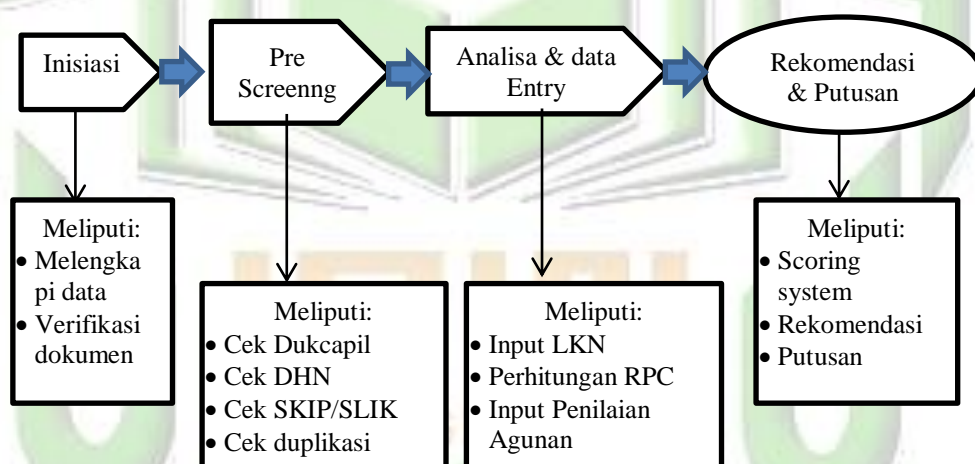 Inisiasi
Pre
Screenng
Analisa & data
Entry
Rekomendasi
& Putusan
Meliputi:
• Melengka
pi data
• Verifikasi
dokumen
Meliputi:
• Cek Dukcapil
• Cek DHN
• Cek SKIP/SLIK
• Cek duplikasi
Meliputi:
• Input LKN
• Perhitungan RPC
• Input Penilaian
Agunan
Meliputi:
• Scoring
system
• Rekomendasi
• Putusan